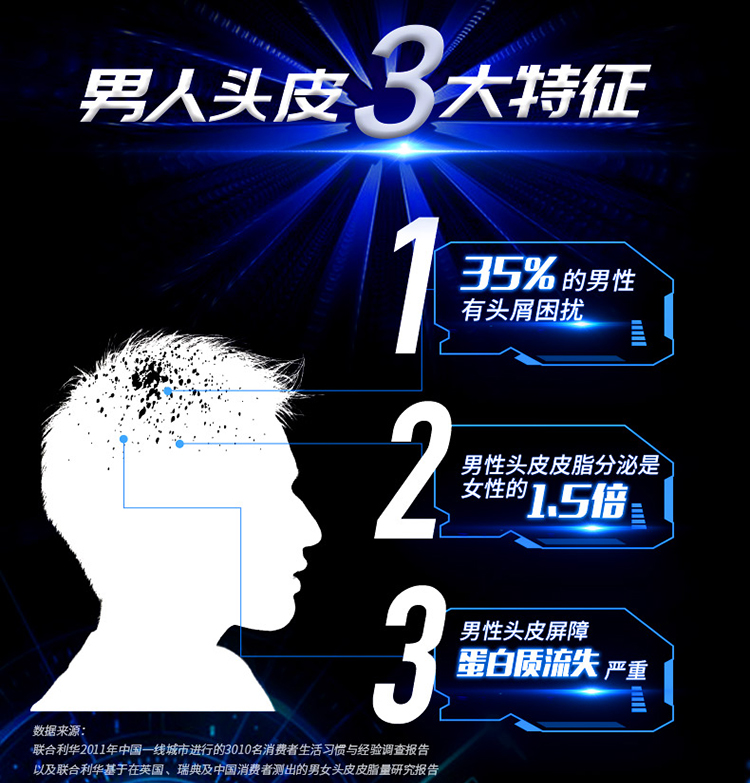 男人头皮3大特征
1
35%的男性
有头屑困扰
2
男性头皮皮脂分泌是
女性的1.5倍
3
男性头皮屏障
蛋白质流失严重
数据来源：
联合利华2011年中国一线城市进行的3010名消费者生活习惯与经验调查报告
以及联合利华基于在英国、瑞典及中国消费者测出的男女头皮皮脂量研究报告